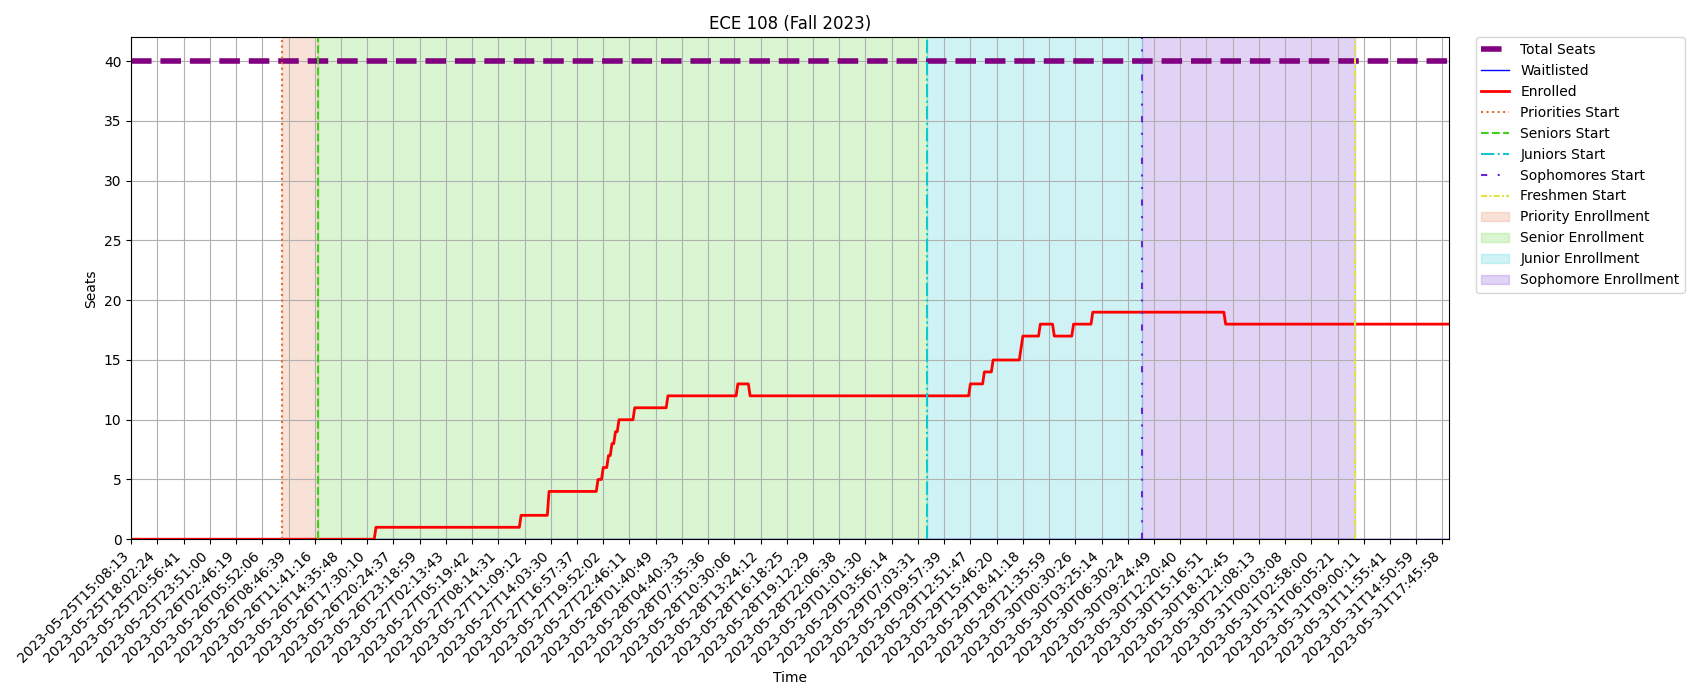 ECE 108 (Fall 2023)
Seats
40
35
30
25
20
15
10
5
0
2023-05-25T15:08:13
2023-05-25T18:02:24
2023-05-25T20:56:41
2023-05-25T23:51:00
2023-05-26T02:46:19
2023-05-26T05:52:06
2023-05-26T08:46:39
2023-05-26T11:41:16
2023-05-26T14:35:48
2023-05-26T17:30:10
2023-05-26T20:24:37
2023-05-26T23:18:59
2023-05-27T02:13:43
2023-05-27T05:19:42
2023-05-27T08:14:31
2023-05-27T11:09:12
2023-05-27T14:03:30
2023-05-27T16:57:37
2023-05-27T19:52:02
2023-05-27T22:46:11
2023-05-28T01:40:49
2023-05-28T04:40:33
2023-05-28T07:35:36
2023-05-28T10:30:06
2023-05-28T13:24:12
2023-05-28T16:18:25
2023-05-28T19:12:29
2023-05-28T22:06:38
2023-05-29T01:01:30
2023-05-29T03:56:14
2023-05-29T07:03:31
2023-05-29T09:57:39
2023-05-29T12:51:47
2023-05-29T15:46:20
2023-05-29T18:41:18
2023-05-29T21:35:59
2023-05-30T00:30:26
2023-05-30T03:25:14
2023-05-30T06:30:24
2023-05-30T09:24:49
2023-05-30T12:20:40
2023-05-30T15:16:51
2023-05-30T18:12:45
2023-05-30T21:08:13
2023-05-31T00:03:08
2023-05-31T02:58:00
2023-05-31T06:05:21
2023-05-31T09:00:11
2023-05-31T11:55:41
2023-05-31T14:50:59
2023-05-31T17:45:58
Time
Total Seats
Waitlisted
Enrolled
Priorities Start
Seniors Start
Juniors Start
Sophomores Start
Freshmen Start
Priority Enrollment
Senior Enrollment
Junior Enrollment
Sophomore Enrollment